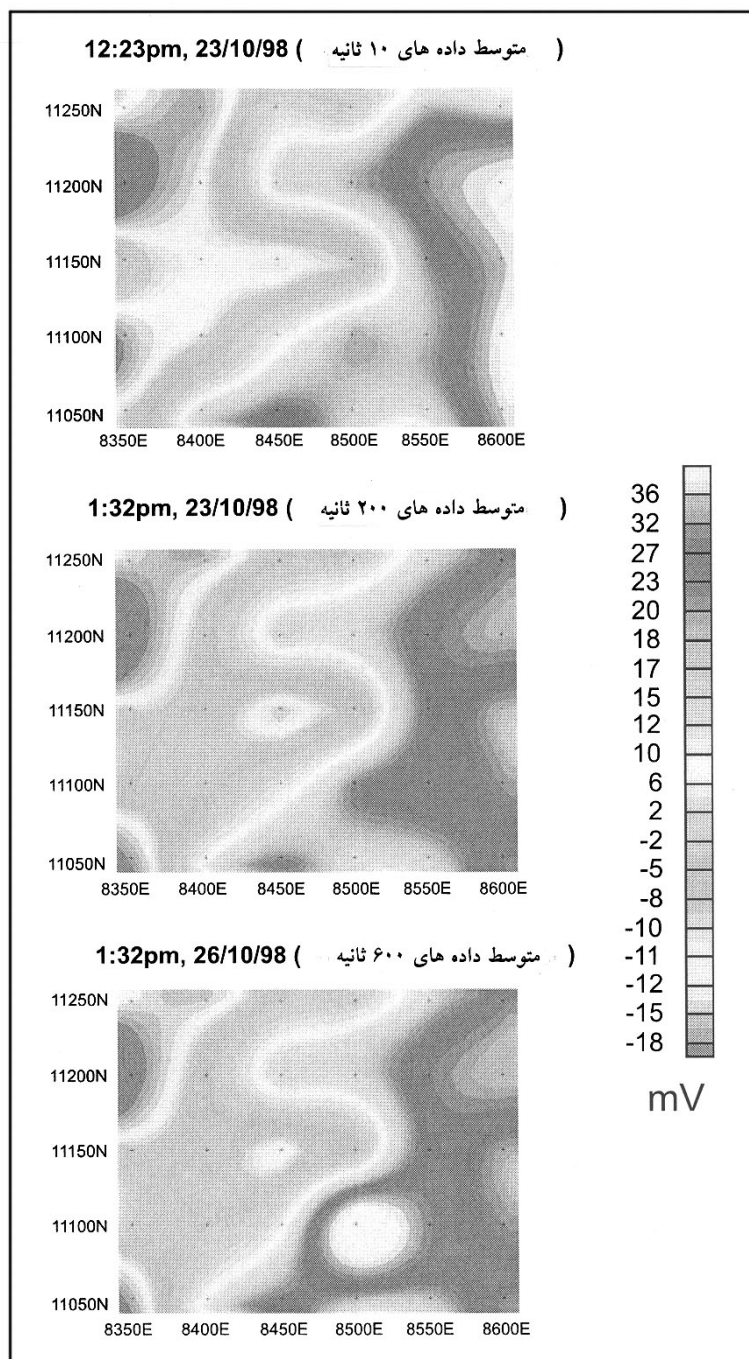 12:23pm, 23/10/98 ( متوسط داده های ۱۰ ثانیه )
11250N
11200N
11150N
11100N
11050N
8350E 8400E 8450E 8500E 8550E 8600E
1:32pm, 23/10/98 ( متوسط داده های ۲۰۰ ثانیه )
11250N
11200N
11150N
11100N
11050N
8350E 8400E 8450E 8500E 8550E 8600E
1:32pm, 26/10/98 ( متوسط داده های ۶۰۰ ثانیه )
11250N
11200N
11150N
11100N
11050N
8350E 8400E 8450E 8500E 8550E 8600E
36
32
27
23
20
18
17
15
12
10
6
2
-2
-5
-8
-10
-11
-12
-15
-18
mV